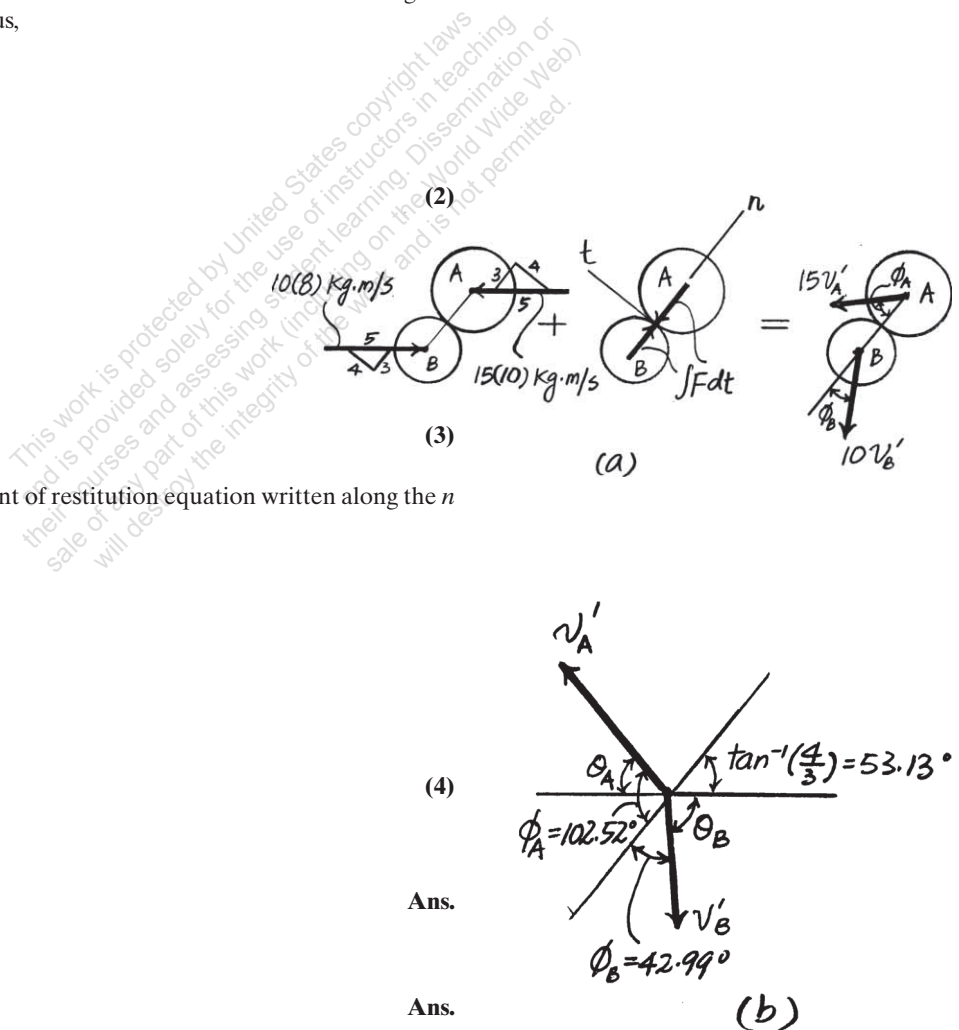 us,
This work is protected by United States copyright laws
and is provided solely for the use of instructors in teaching
their courses and assessing student learning. Dissemination or
sale of any part of this work (including on the World Wide Web)
will destroy the integrity of the work and is not permitted.
(2)
10(8) kg·m/s
5
4
3
B
A
3
4
5
15(10) kg·m/s
+
t
n
A
B
∫Fdt
=
15v'A
ϕA
A
B
ϕB
10v'B
(3)
(a)
nt of restitution equation written along the n
v'A
(4)
θA
tan⁻¹(4/3)=53.13°
ϕA=102.52°
θB
Ans.
v'B
ϕB=42.99°
Ans.
(b)